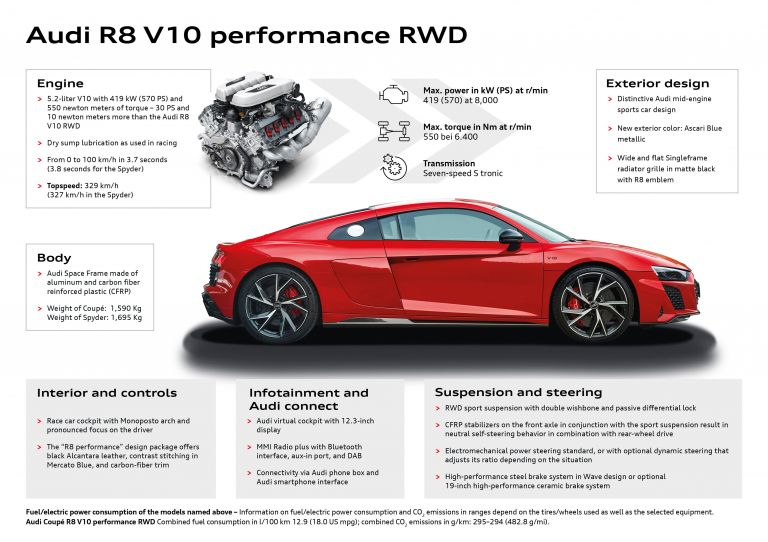 Audi R8 V10 performance RWD
Engine
> 5.2-liter V10 with 419 kW (570 PS) and
550 newton meters of torque – 30 PS and
10 newton meters more than the Audi R8
V10 RWD
> Dry sump lubrication as used in racing
> From 0 to 100 km/h in 3.7 seconds
(3.8 seconds for the Spyder)
> Topspeed: 329 km/h
(327 km/h in the Spyder)
Max. power in kW (PS) at r/min
419 (570) at 8,000
Max. torque in Nm at r/min
550 bei 6.400
Transmission
Seven-speed S tronic
Exterior design
> Distinctive Audi mid-engine
sports car design
> New exterior color: Ascari Blue
metallic
> Wide and flat Singleframe
radiator grille in matte black
with R8 emblem
Body
> Audi Space Frame made of
aluminum and carbon fiber
reinforced plastic (CFRP)
> Weight of Coupé: 1,590 Kg
Weight of Spyder: 1,695 Kg
V10
Interior and controls
> Race car cockpit with Monoposto arch and
pronounced focus on the driver
> The “R8 performance” design package offers
black Alcantara leather, contrast stitching in
Mercato Blue, and carbon-fiber trim
Infotainment and
Audi connect
> Audi virtual cockpit with 12.3-inch
display
> MMI Radio plus with Bluetooth
interface, aux-in port, and DAB
> Connectivity via Audi phone box and
Audi smartphone interface
Suspension and steering
> RWD sport suspension with double wishbone and passive differential lock
> CFRP stabilizers on the front axle in conjunction with the sport suspension result in
neutral self-steering behavior in combination with rear-wheel drive
> Electromechanical power steering standard, or with optional dynamic steering that
adjusts its ratio depending on the situation
> High-performance steel brake system in Wave design or optional
19-inch high-performance ceramic brake system
Fuel/electric power consumption of the models named above – Information on fuel/electric power consumption and CO₂ emissions in ranges depend on the tires/wheels used as well as the selected equipment.
Audi Coupé R8 V10 performance RWD Combined fuel consumption in l/100 km 12.9 (18.0 US mpg); combined CO₂ emissions in g/km: 295–294 (482.8 g/mi).